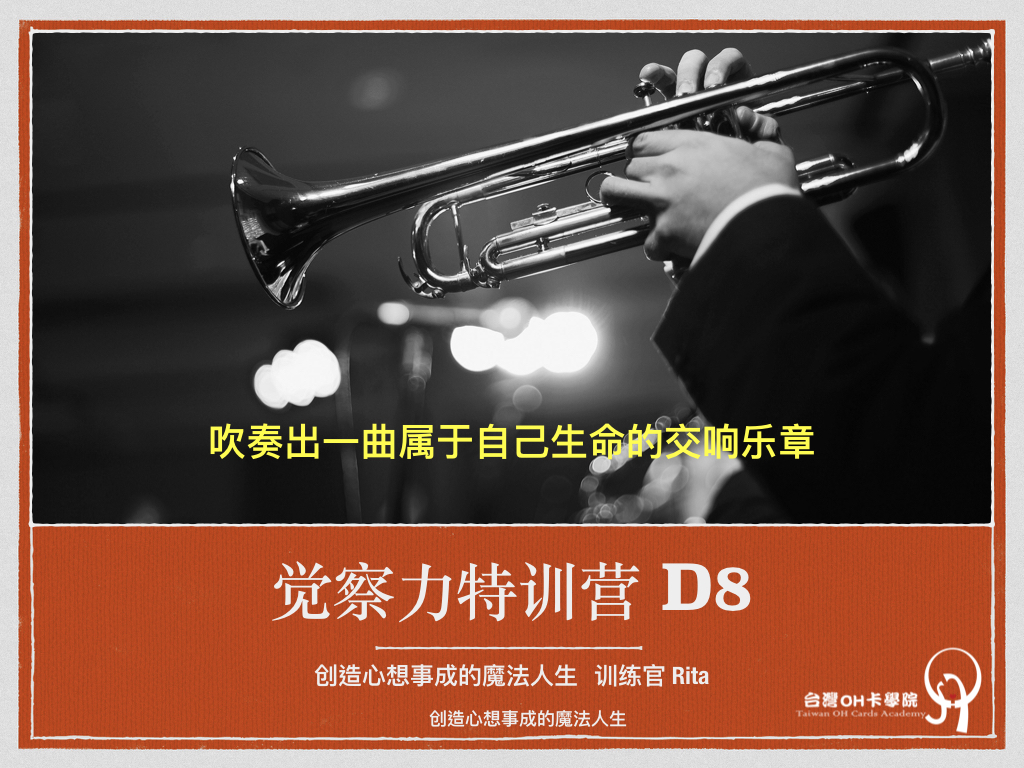 吹奏出一曲属于自己生命的交响乐章
觉察力特训营 D8
创造心想事成的魔法人生 训练官 Rita
台灣OH卡學院
Taiwan OH Cards Academy
创造心想事成的魔法人生